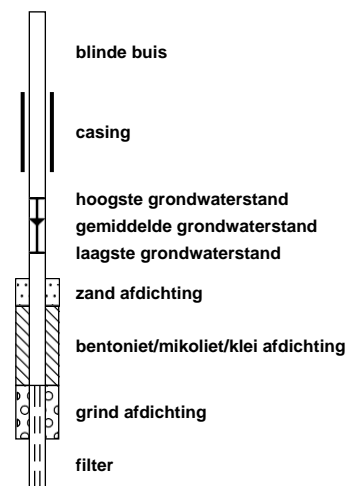 blinde buis
casing
hoogste grondwaterstand
gemiddelde grondwaterstand
laagste grondwaterstand
zand afdichting
bentoniet/mikoliet/klei afdichting
grind afdichting
filter